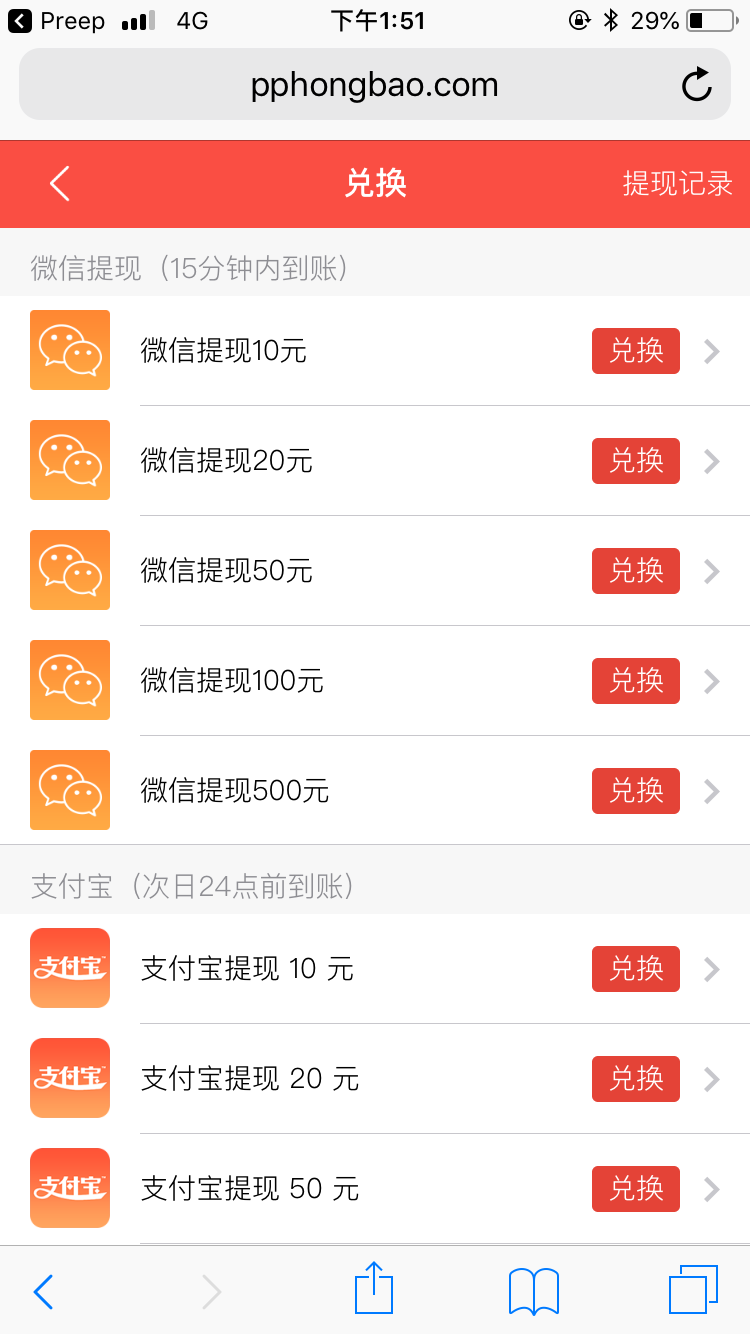 Preep 4G 下午1:51 29%
pphongbao.com
兑换 提现记录
微信提现（15分钟内到账）
微信提现10元 兑换
微信提现20元 兑换
微信提现50元 兑换
微信提现100元 兑换
微信提现500元 兑换
支付宝（次日24点前到账）
支付宝 支付宝提现 10 元 兑换
支付宝 支付宝提现 20 元 兑换
支付宝 支付宝提现 50 元 兑换